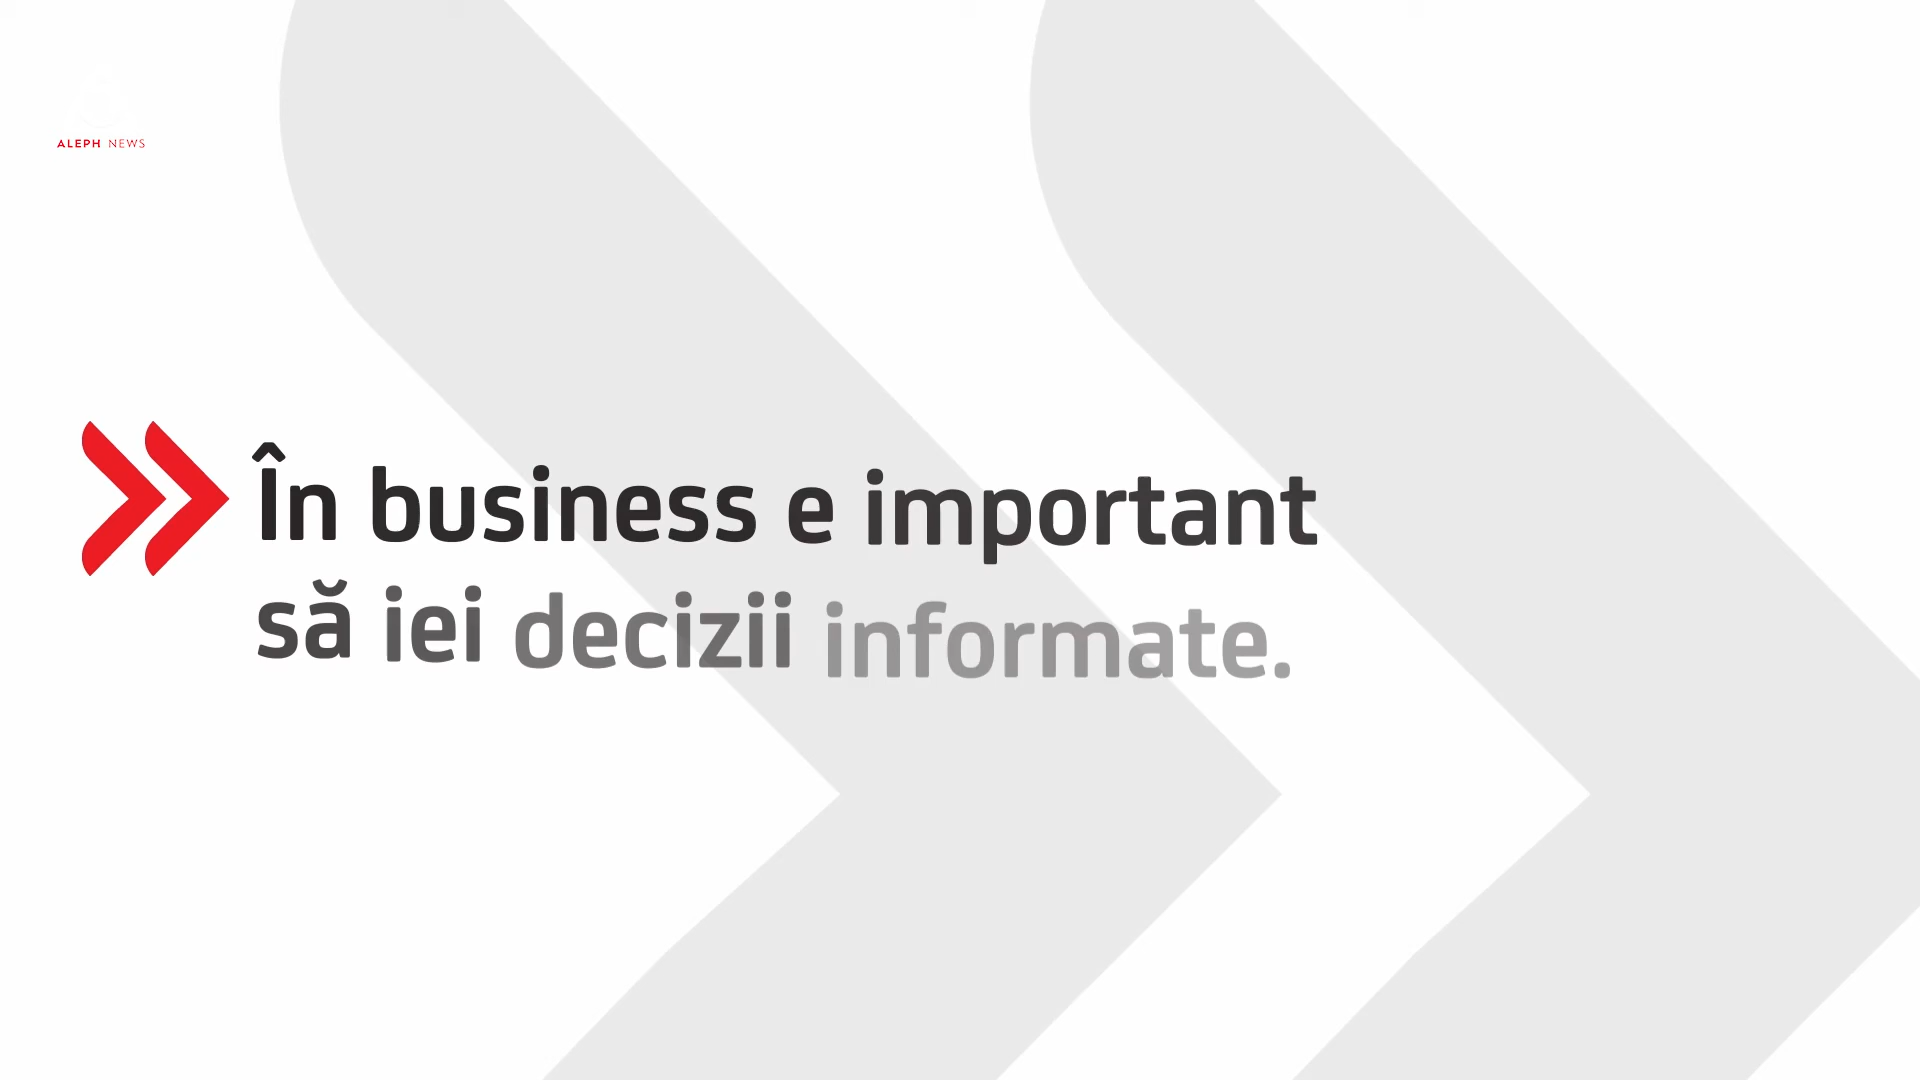 ALEPH NEWS
În business e important
să iei decizii informate.